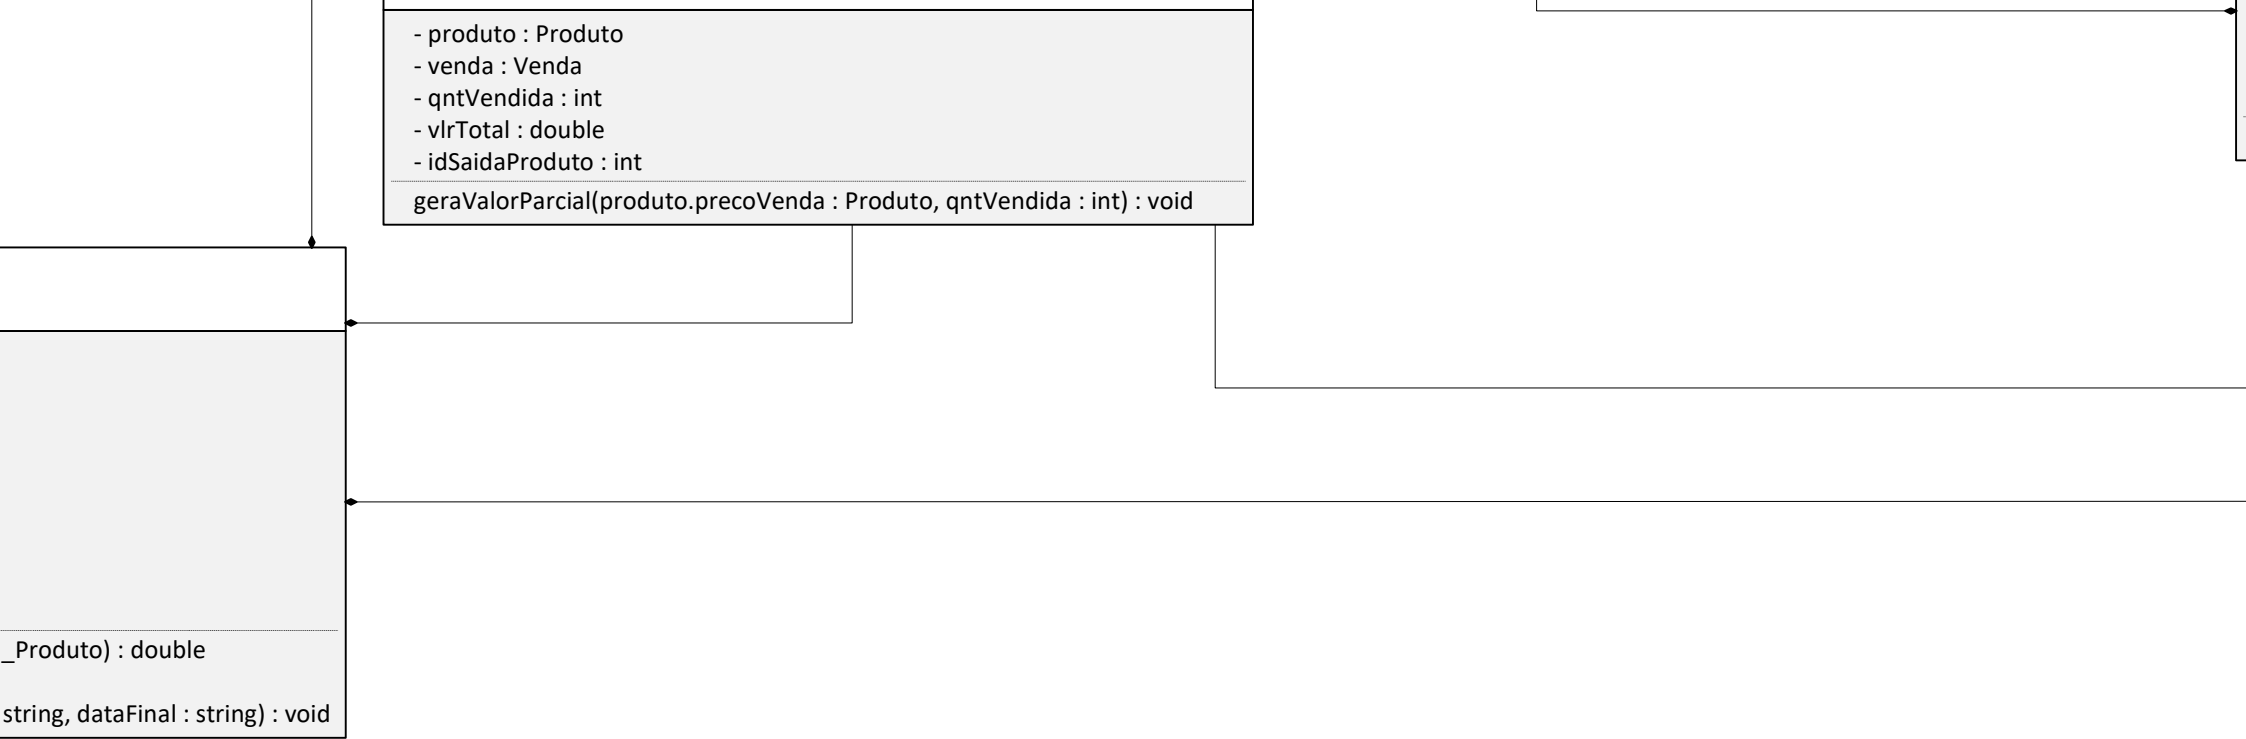 - produto : Produto
- venda : Venda
- qntVendida : int
- vlrTotal : double
- idSaidaProduto : int
geraValorParcial(produto.precoVenda : Produto, qntVendida : int) : void
_Produto) : double
string, dataFinal : string) : void